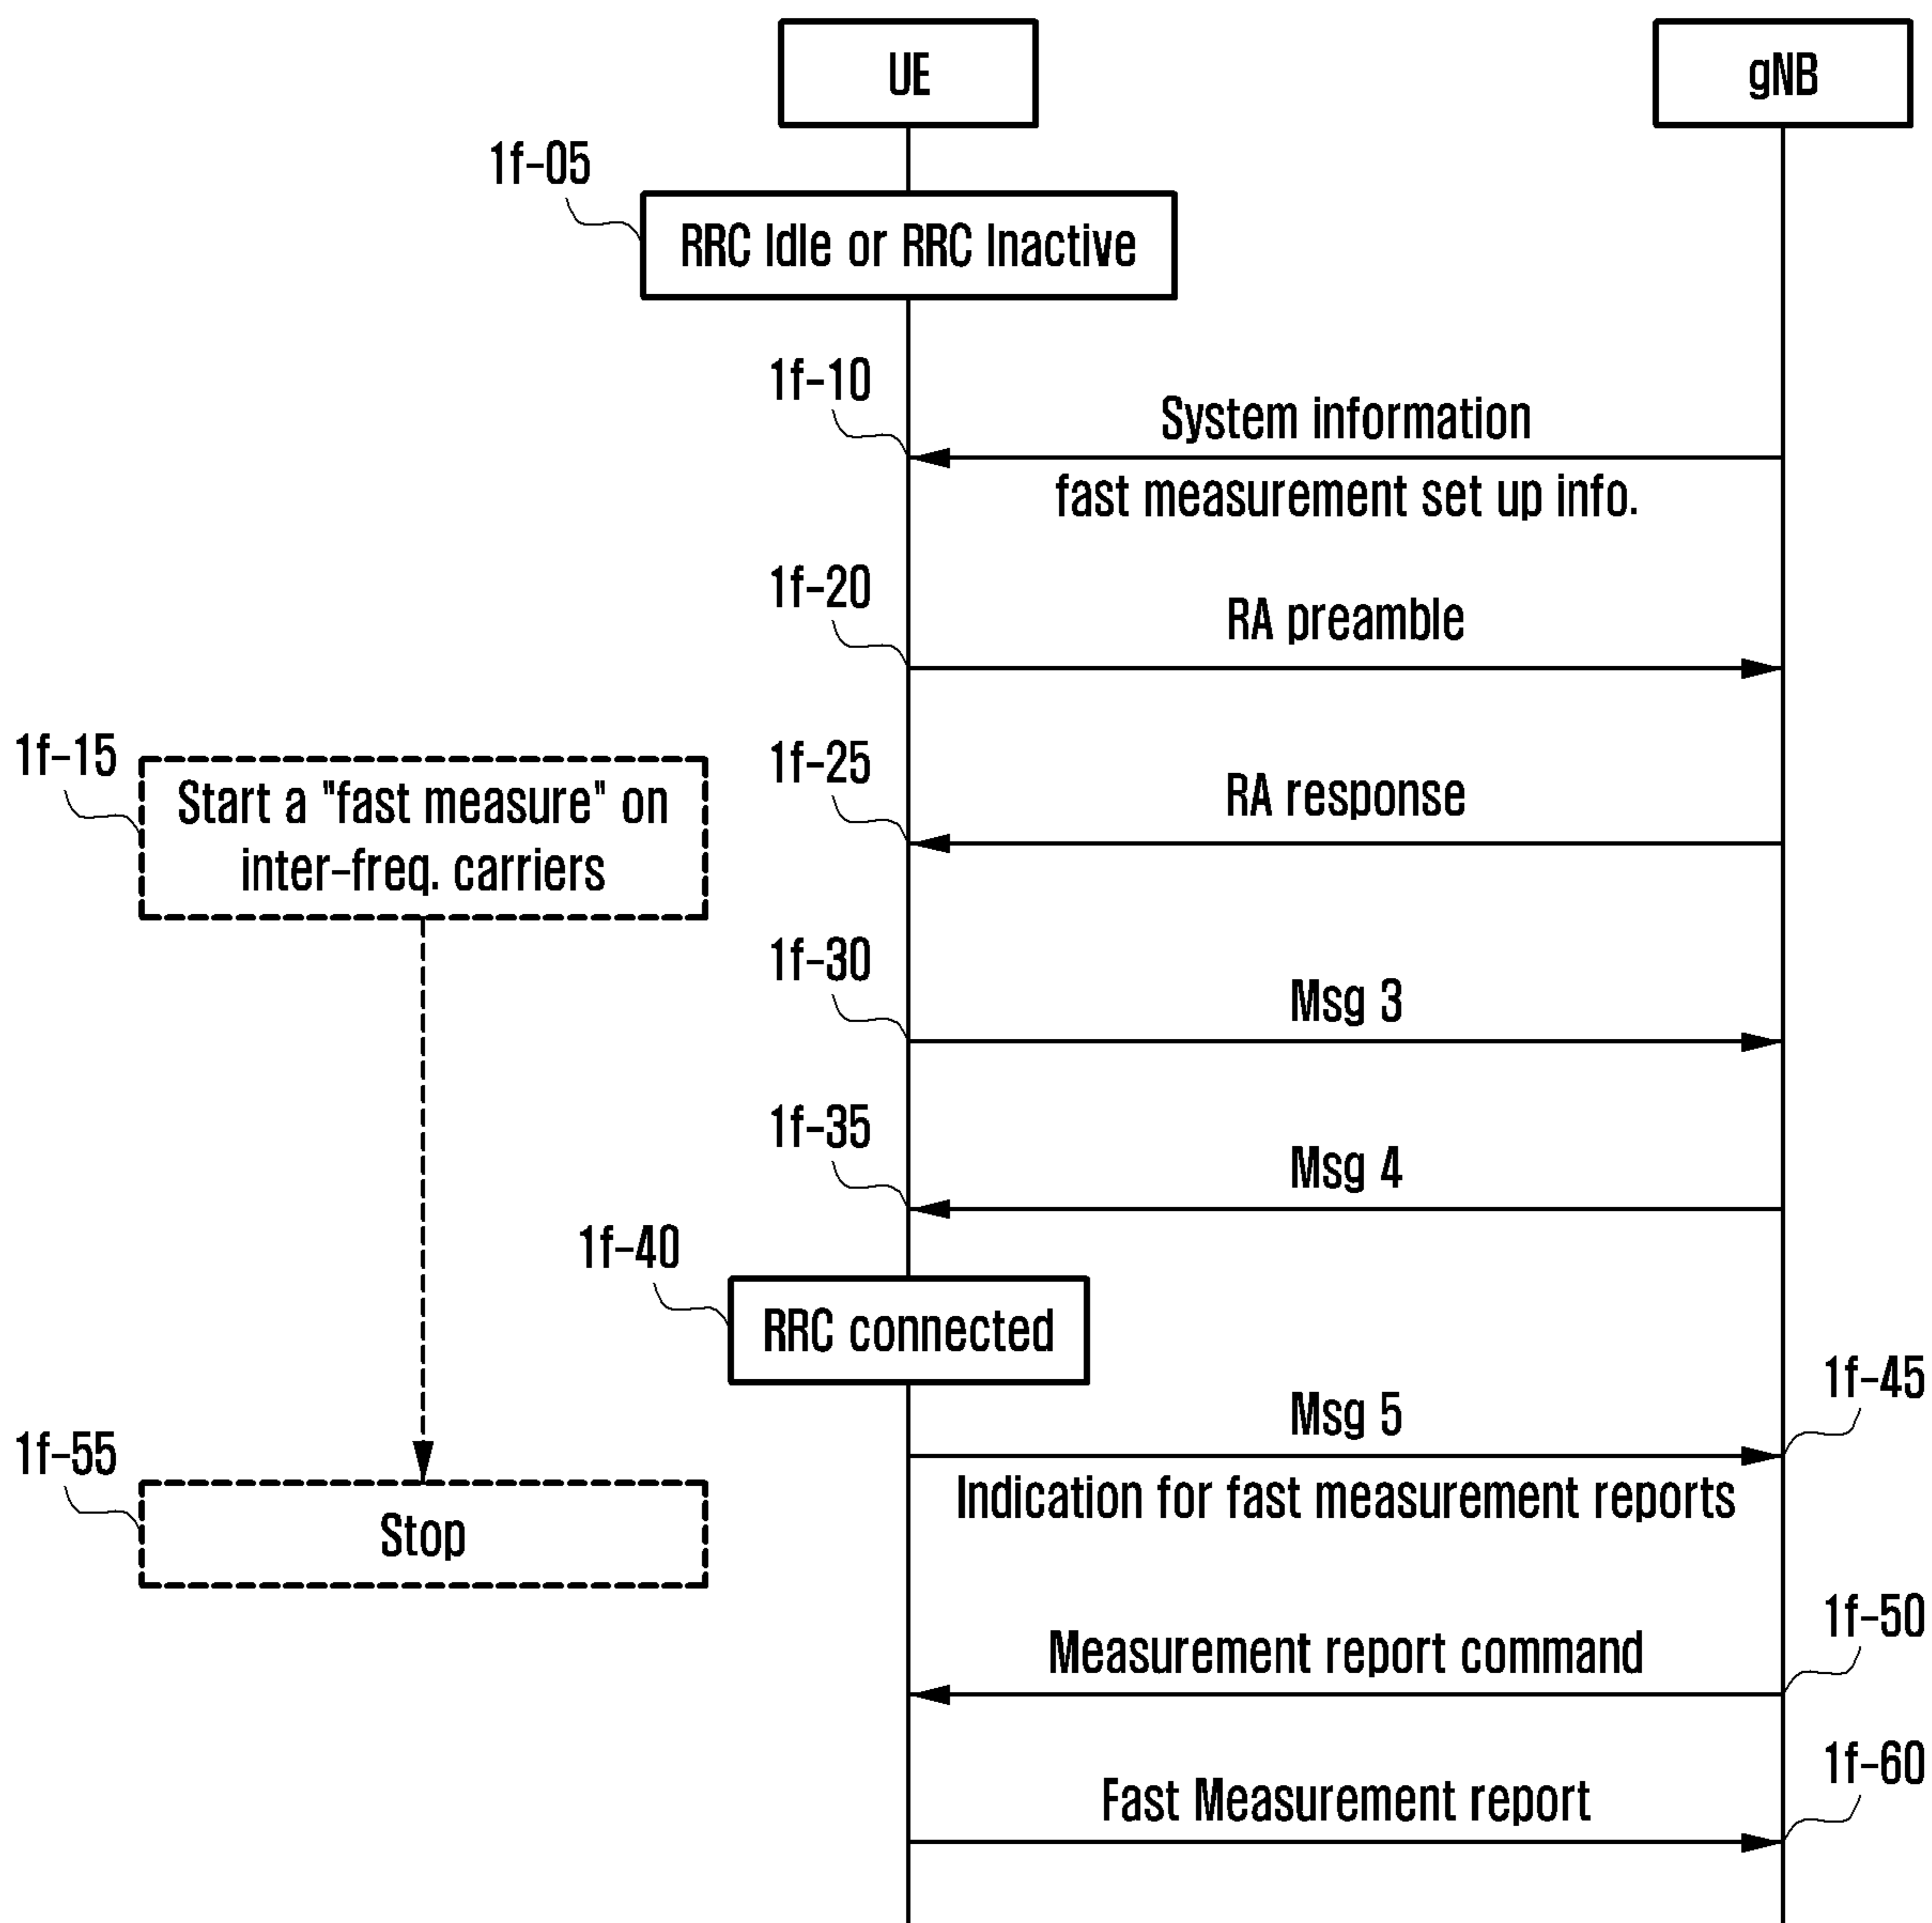 UE
gNB
1f-05
RRC Idle or RRC Inactive
1f-10
System information
fast measurement set up info.
1f-20
RA preamble
1f-15
Start a "fast measure" on
inter-freq. carriers
1f-25
RA response
1f-30
Msg 3
1f-35
Msg 4
1f-40
RRC connected
1f-45
Msg 5
Indication for fast measurement reports
1f-55
Stop
1f-50
Measurement report command
1f-60
Fast Measurement report